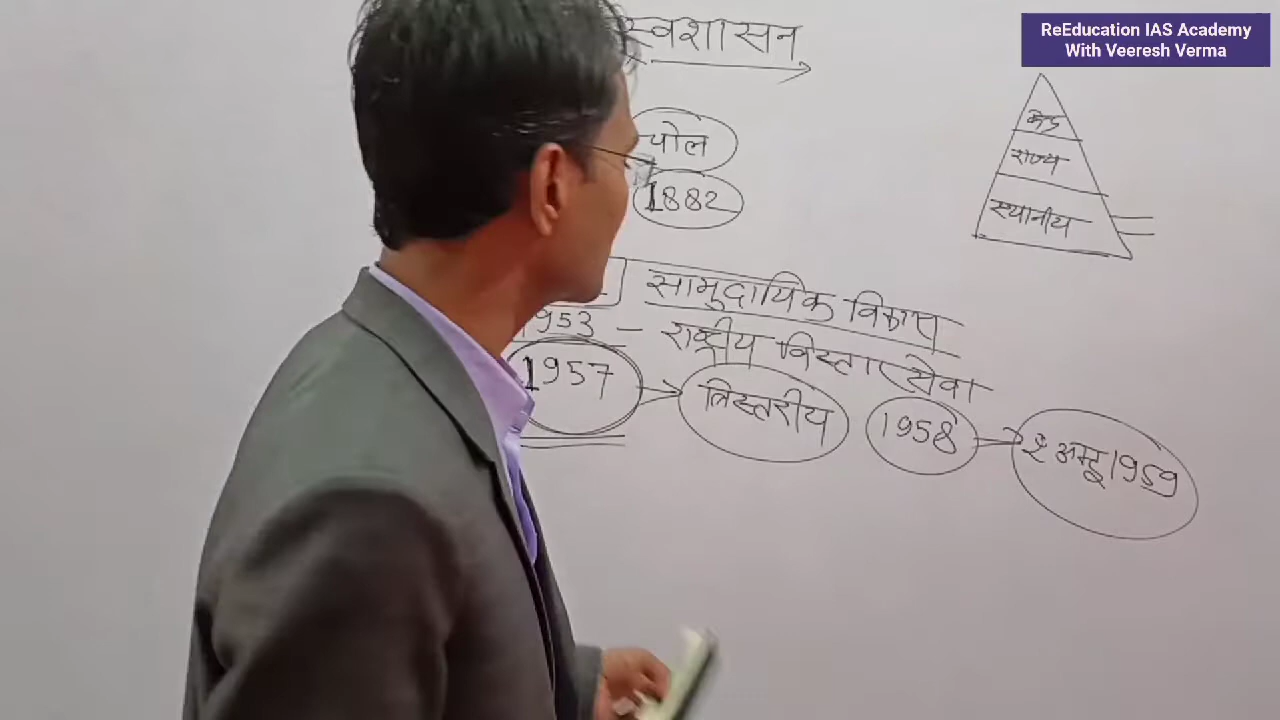 ReEducation IAS Academy
With Veeresh Verma
स्वशासन
चोल
1882
केंद्र
राज्य
स्थानीय
सामुदायिक विकास
1953 – राष्ट्रीय विस्तार सेवा
1957 → त्रिस्तरीय 1958 → 2 अक्टू 1959